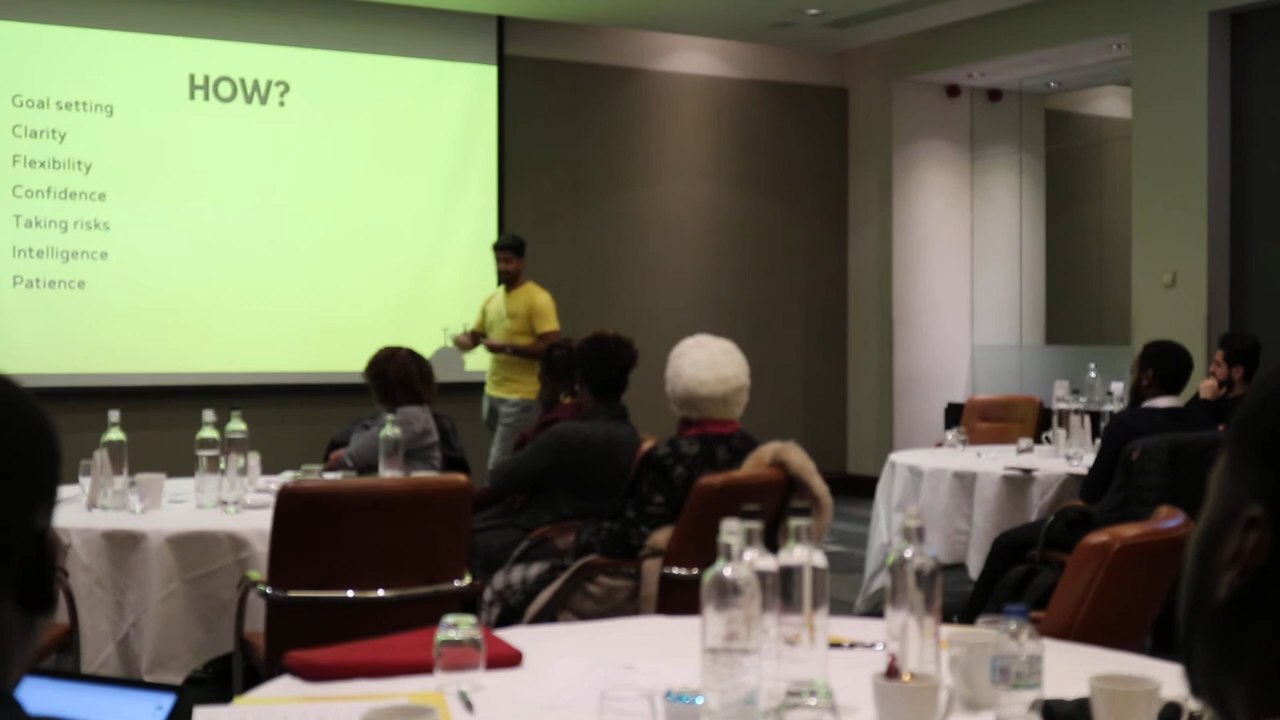 HOW?
Goal setting
Clarity
Flexibility
Confidence
Taking risks
Intelligence
Patience